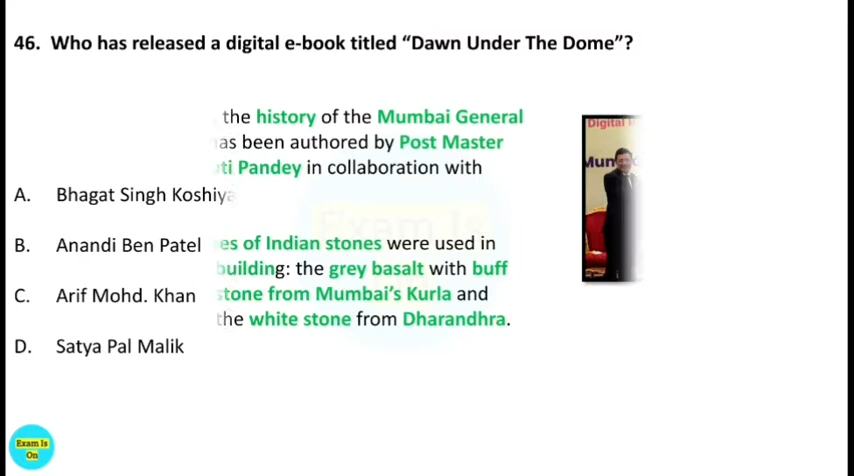 46. Who has released a digital e-book titled “Dawn Under The Dome”?
the history of the Mumbai General
has been authored by Post Master
Pandey in collaboration with
A. Bhagat Singh Koshiya
B. Anandi Ben Patel
of Indian stones were used in
building: the grey basalt with buff
C. Arif Mohd. Khan
stone from Mumbai’s Kurla and
the white stone from Dharandhra.
D. Satya Pal Malik
Digital
Mum
Exam Is
On